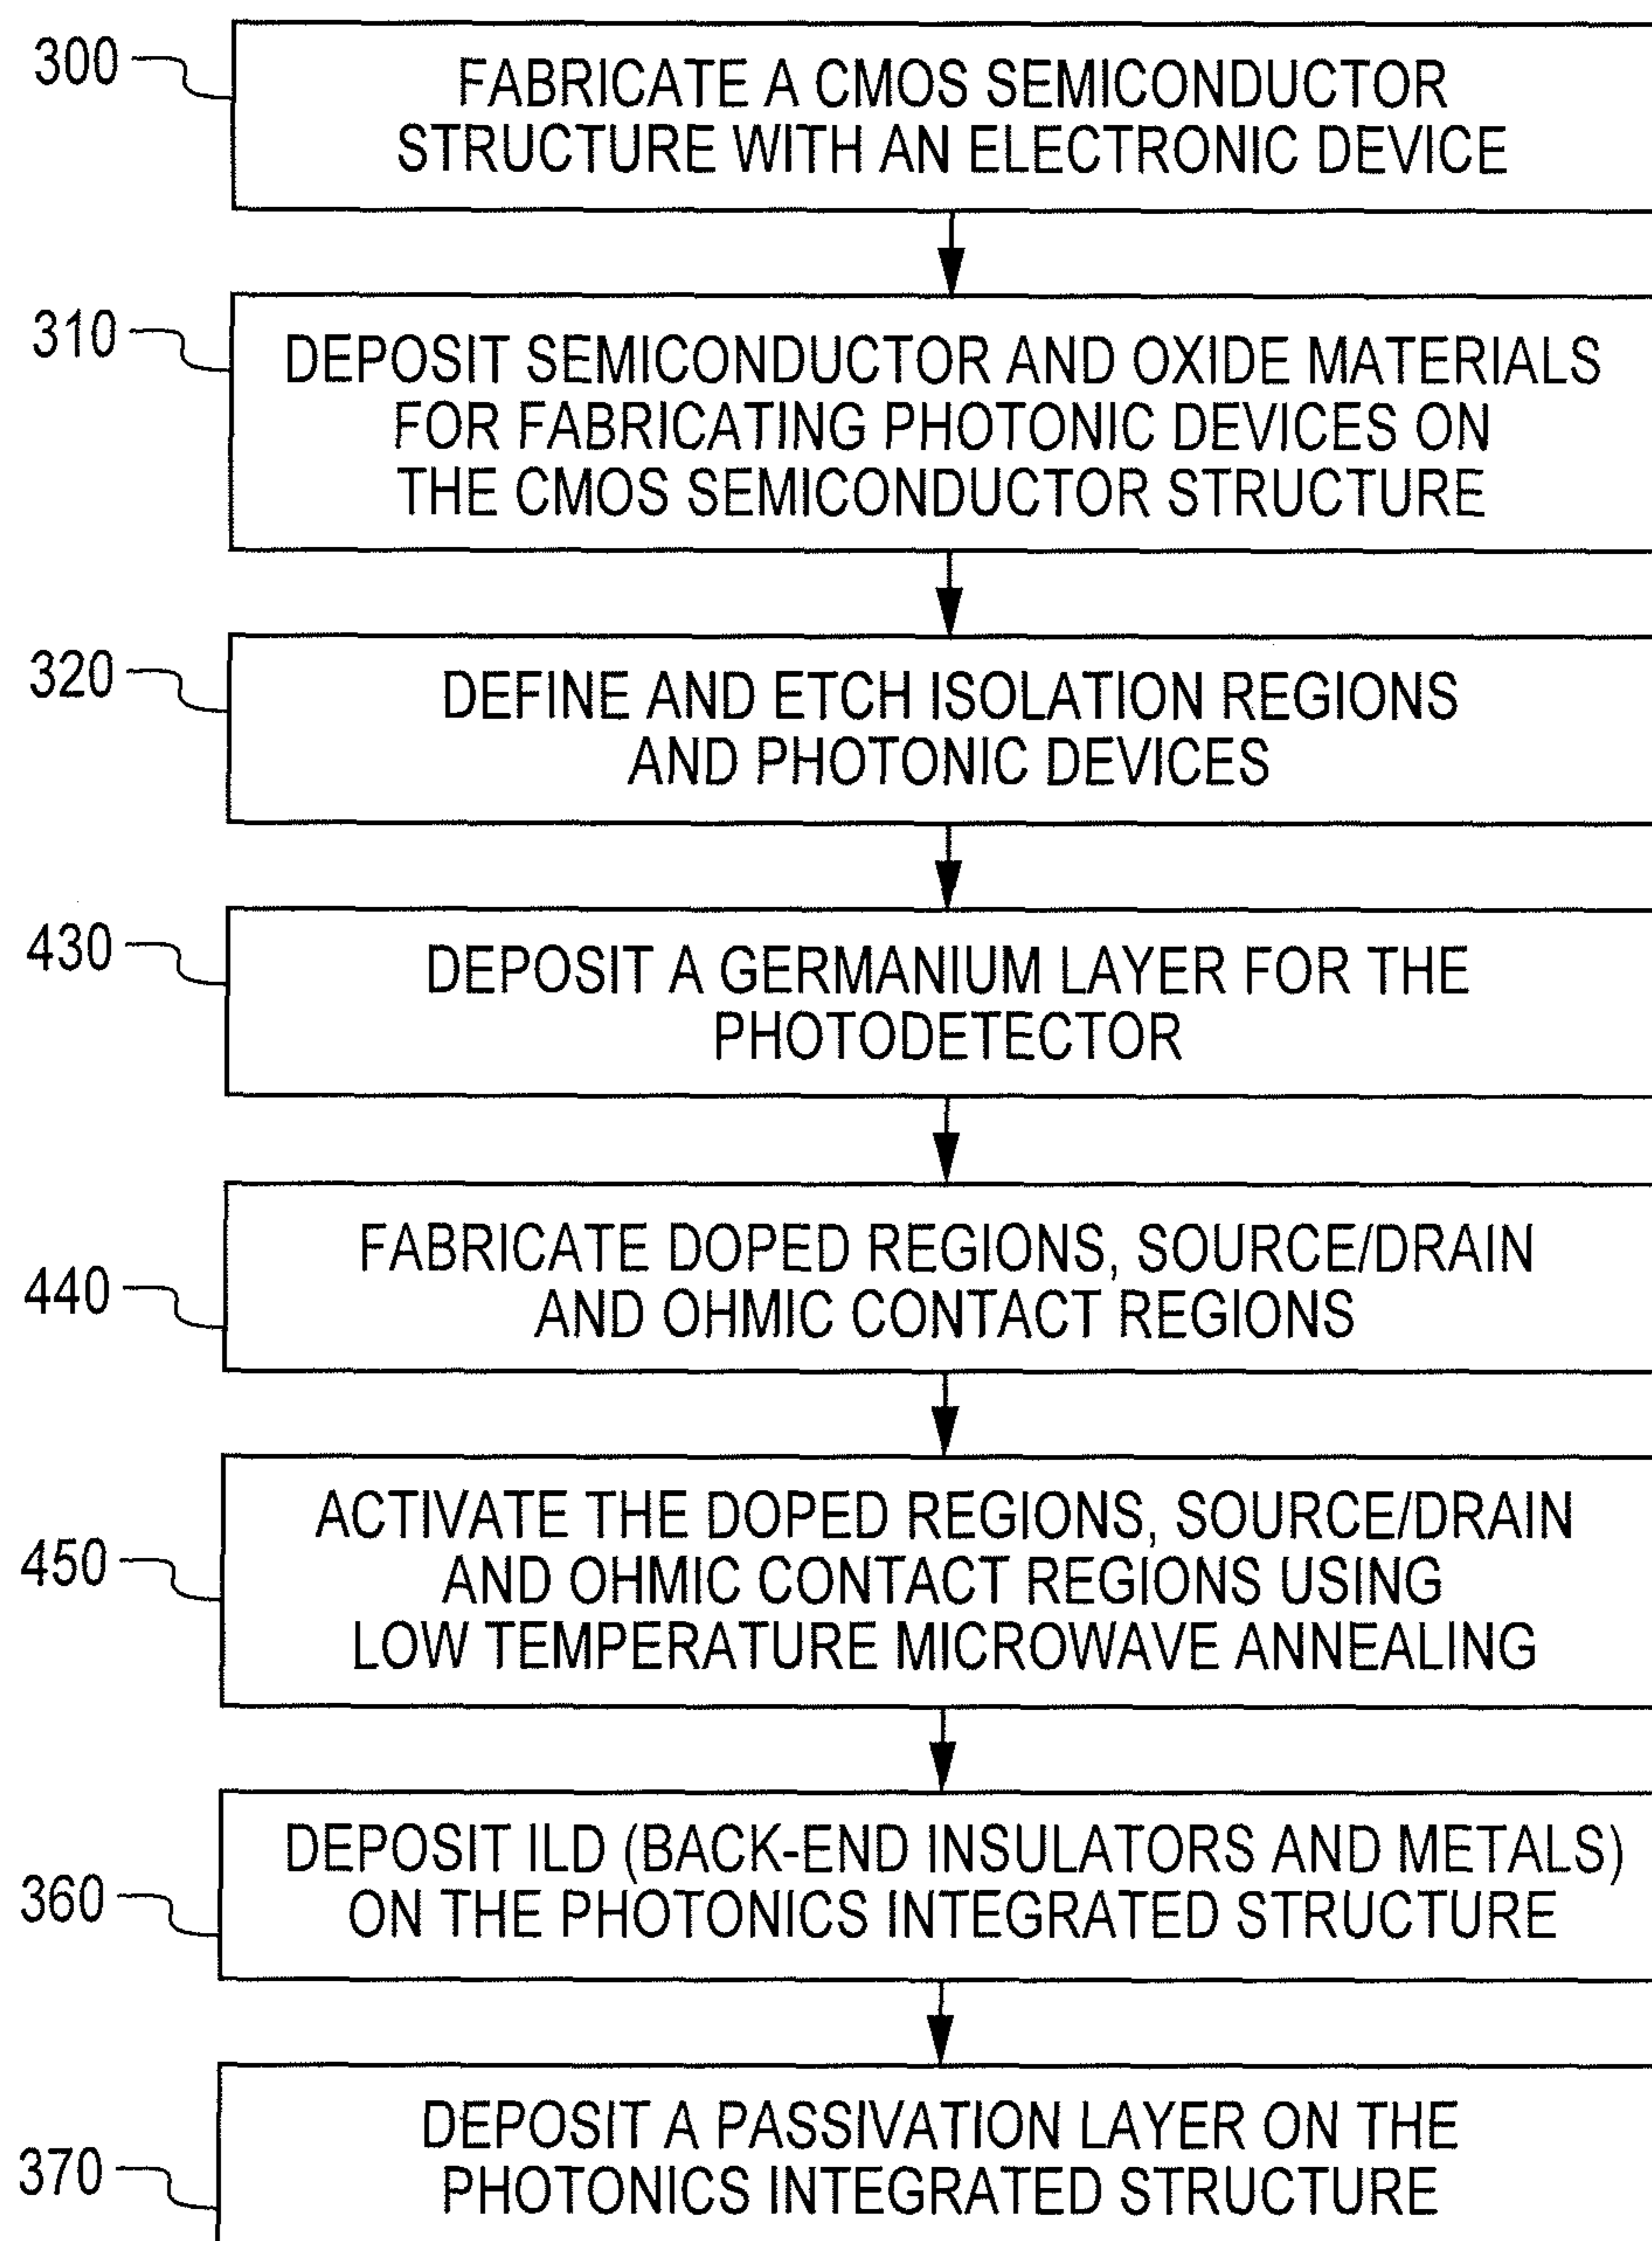 300
FABRICATE A CMOS SEMICONDUCTOR
STRUCTURE WITH AN ELECTRONIC DEVICE
310
DEPOSIT SEMICONDUCTOR AND OXIDE MATERIALS
FOR FABRICATING PHOTONIC DEVICES ON
THE CMOS SEMICONDUCTOR STRUCTURE
320
DEFINE AND ETCH ISOLATION REGIONS
AND PHOTONIC DEVICES
430
DEPOSIT A GERMANIUM LAYER FOR THE
PHOTODETECTOR
440
FABRICATE DOPED REGIONS, SOURCE/DRAIN
AND OHMIC CONTACT REGIONS
450
ACTIVATE THE DOPED REGIONS, SOURCE/DRAIN
AND OHMIC CONTACT REGIONS USING
LOW TEMPERATURE MICROWAVE ANNEALING
360
DEPOSIT ILD (BACK-END INSULATORS AND METALS)
ON THE PHOTONICS INTEGRATED STRUCTURE
370
DEPOSIT A PASSIVATION LAYER ON THE
PHOTONICS INTEGRATED STRUCTURE